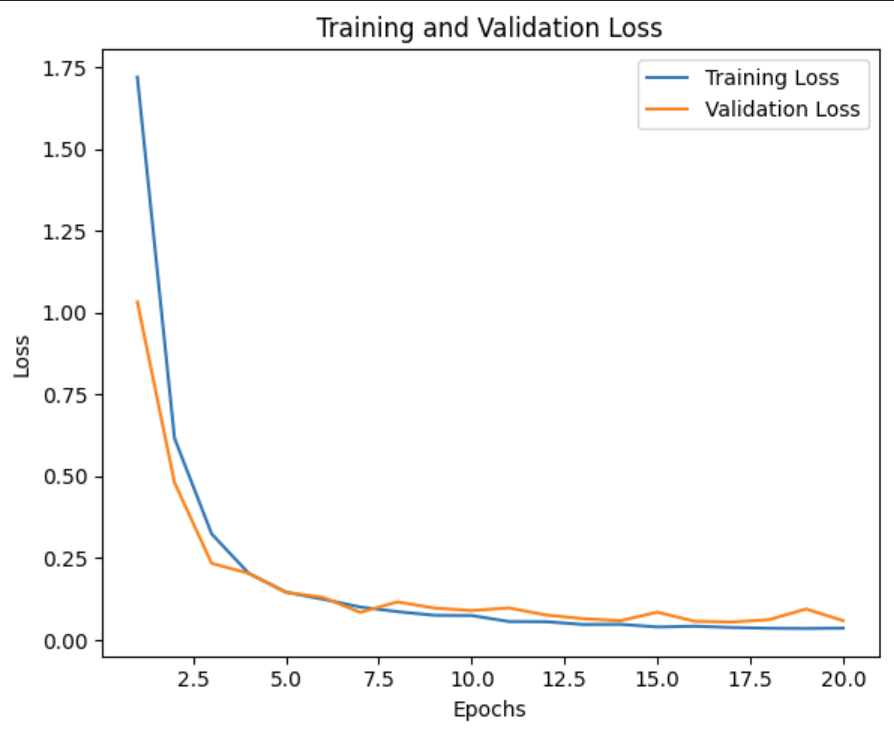 Training and Validation Loss
Training Loss
Validation Loss
1.75
1.50
1.25
1.00
0.75
0.50
0.25
0.00
Loss
2.5 5.0 7.5 10.0 12.5 15.0 17.5 20.0
Epochs